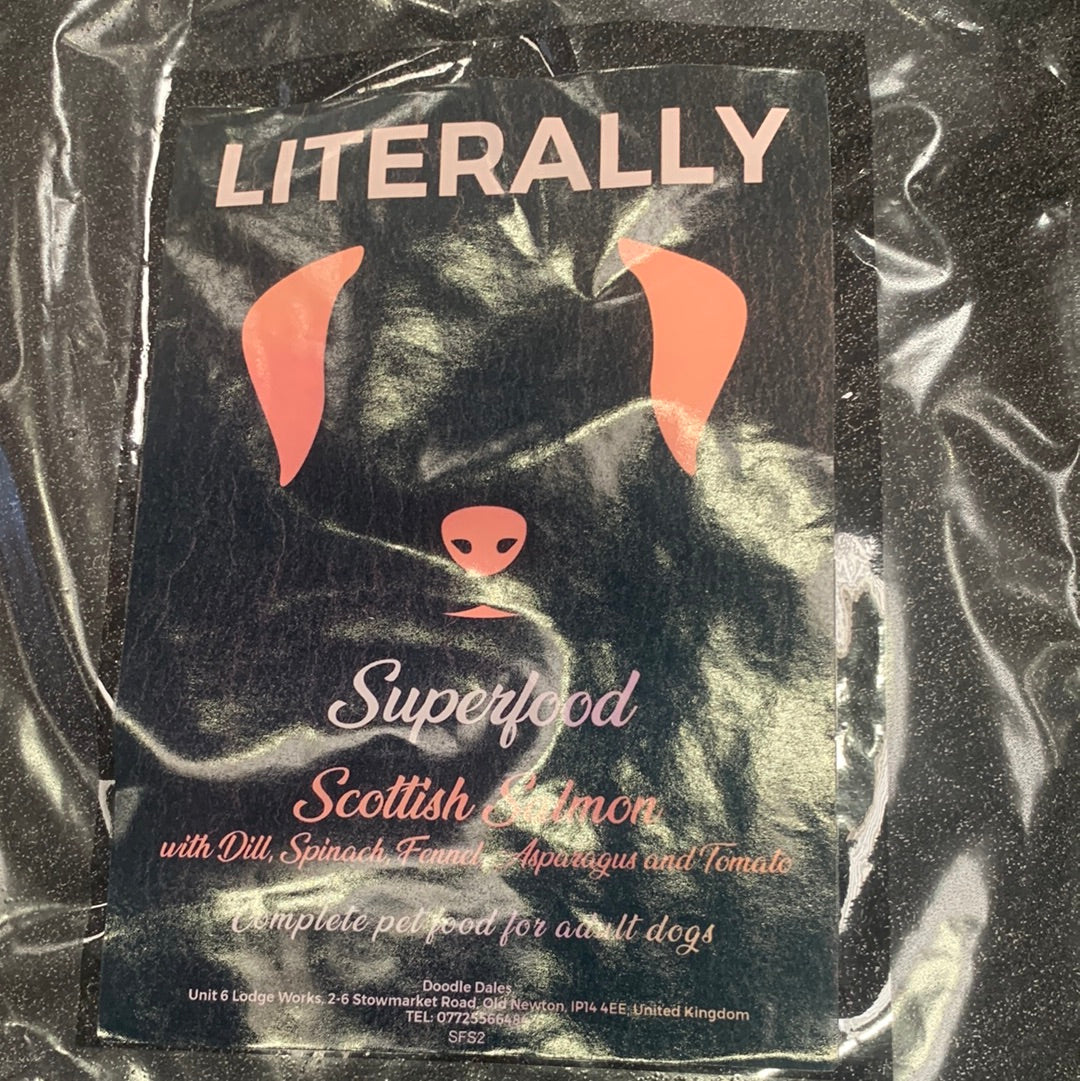 LITERALLY
Superfood
Scottish Salmon
with Dill, Spinach, Fennel, Asparagus and Tomato
Complete pet food for adult dogs
Doodle Dales
Unit 6 Lodge Works, 2-6 Stowmarket Road, Old Newton, IP14 4EE, United Kingdom
TEL:
SFS2